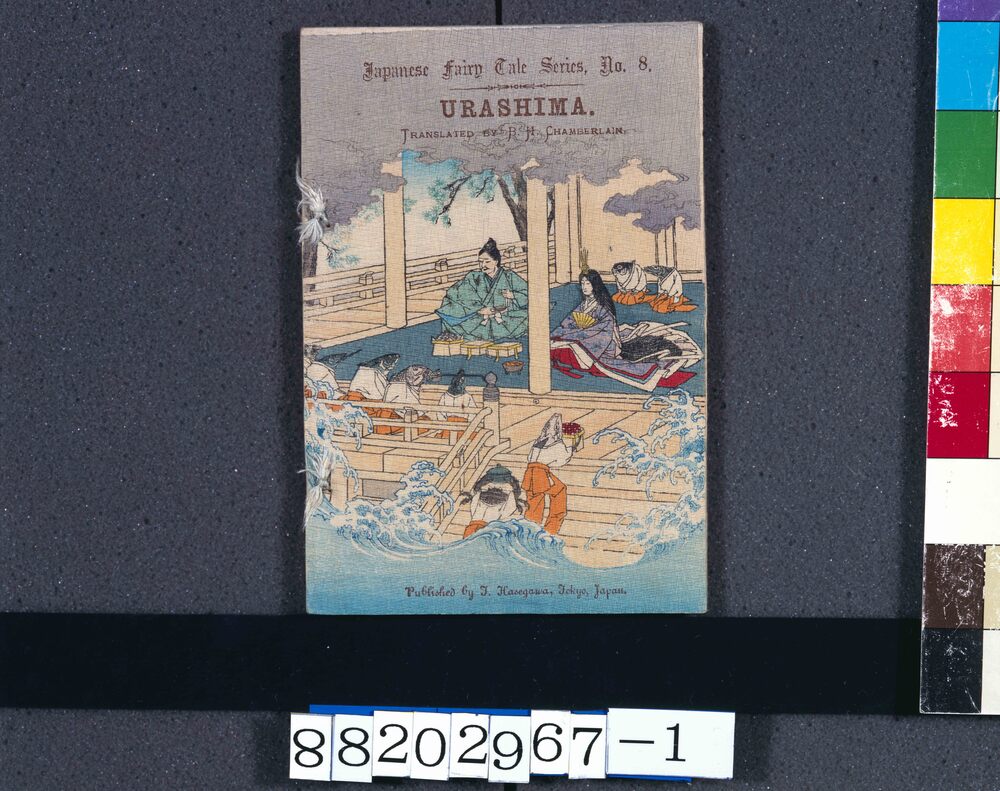 Japanese Fairy Tale Series, No. 8.
URASHIMA.
TRANSLATED BY B. H. CHAMBERLAIN.
Published by T. Hasegawa, Tokyo, Japan.
88202967-1